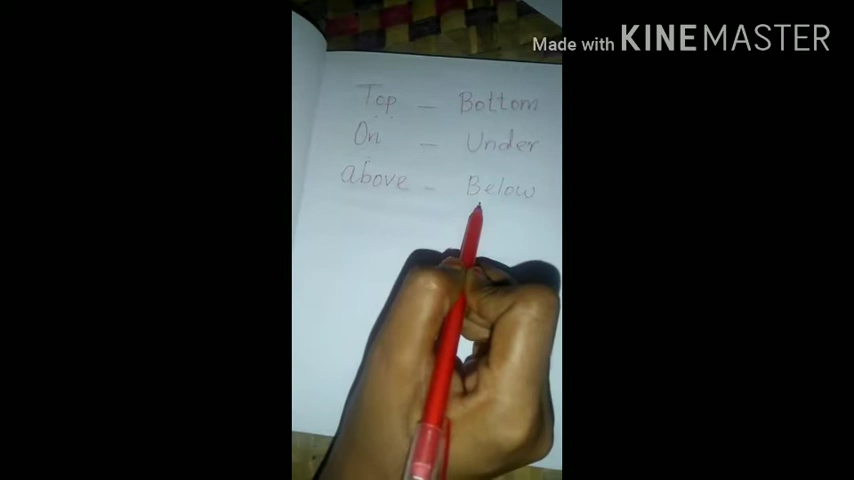 Made with KINEMASTER
Top - Bottom
On - Under
above - Below